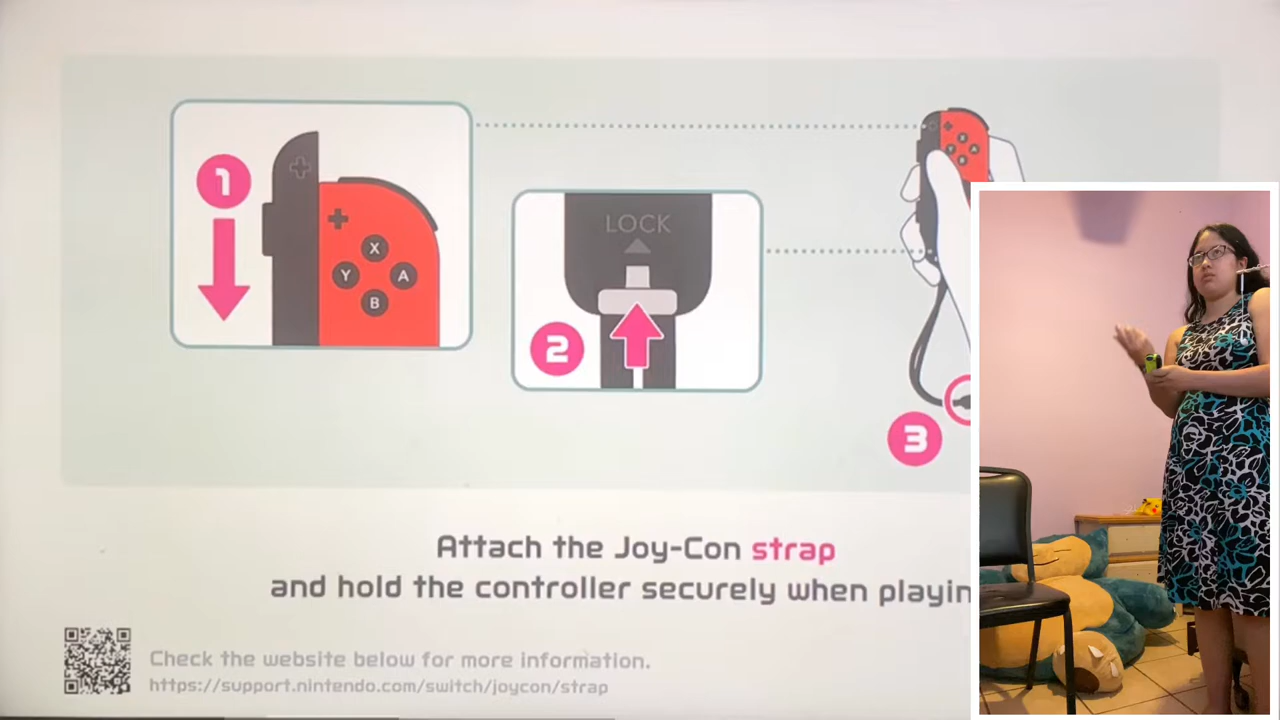 1
X
Y
A
B
LOCK
2
X
A
B
3
Attach the Joy-Con strap
and hold the controller securely when playin
Check the website below for more information.
https://support.nintendo.com/switch/joycon/strap